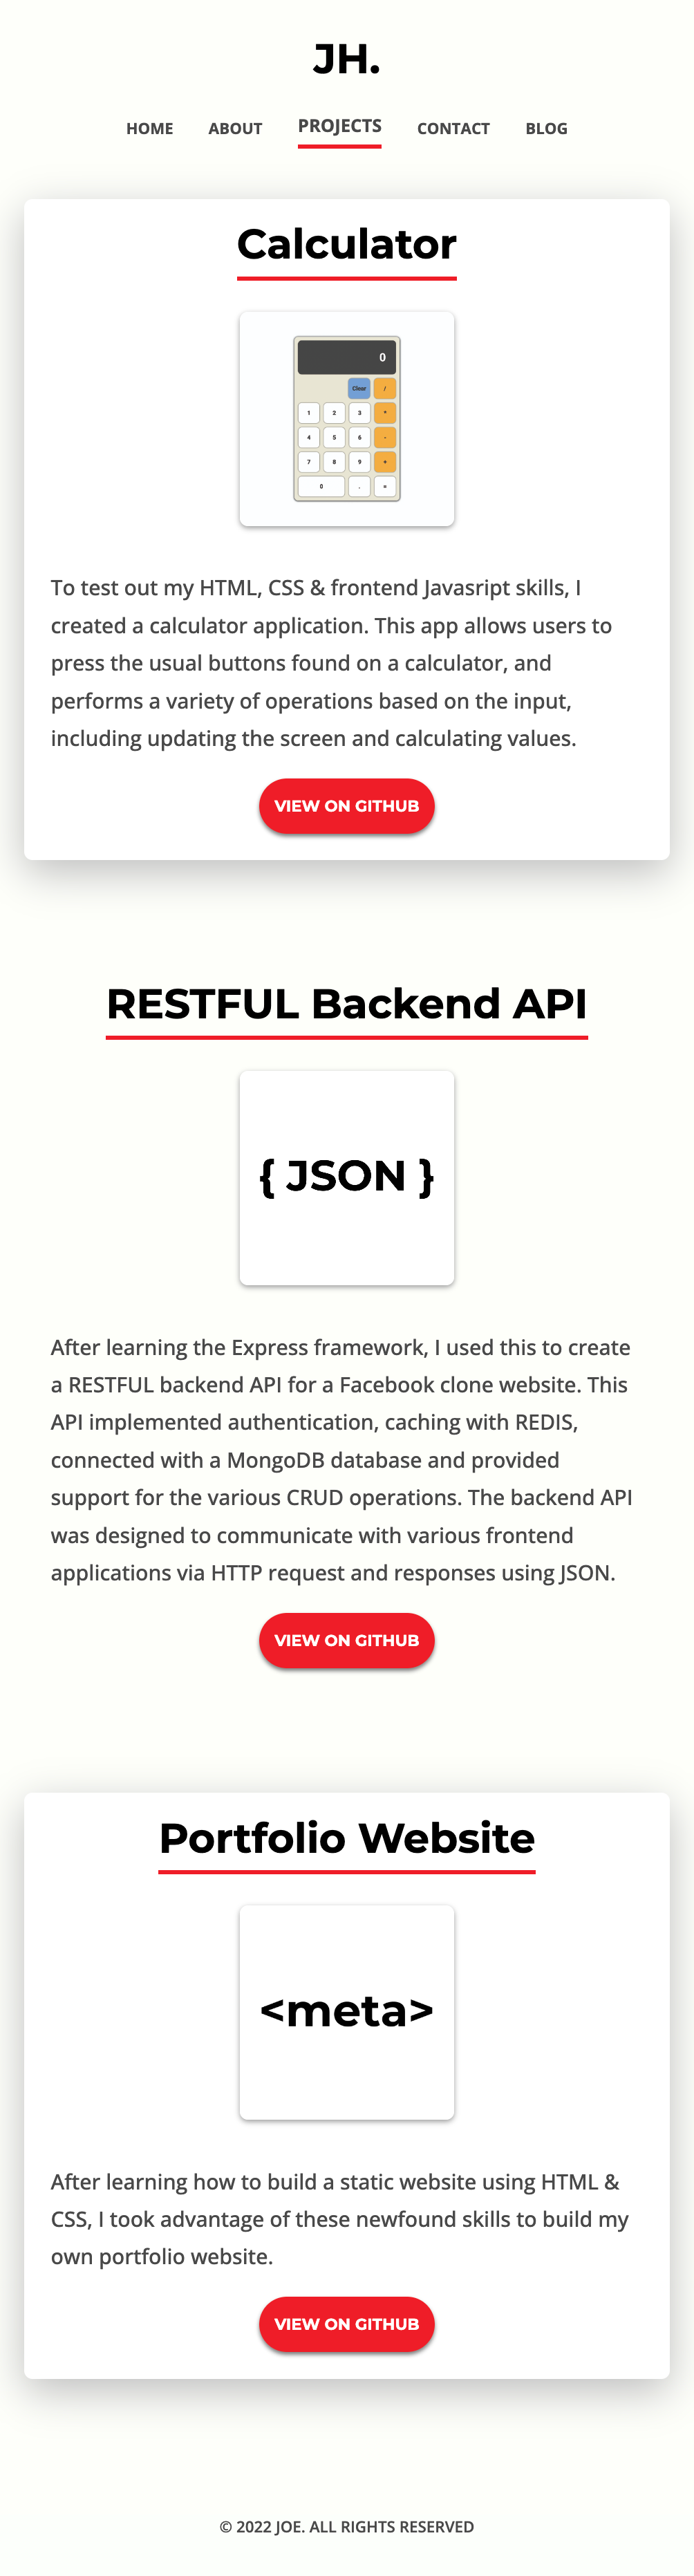 JH.
HOME ABOUT PROJECTS CONTACT BLOG
Calculator
0
Clear /
1 2 3 *
4 5 6 -
7 8 9 +
0 . =
To test out my HTML, CSS & frontend Javasript skills, I
created a calculator application. This app allows users to
press the usual buttons found on a calculator, and
performs a variety of operations based on the input,
including updating the screen and calculating values.
VIEW ON GITHUB
RESTFUL Backend API
{ JSON }
After learning the Express framework, I used this to create
a RESTFUL backend API for a Facebook clone website. This
API implemented authentication, caching with REDIS,
connected with a MongoDB database and provided
support for the various CRUD operations. The backend API
was designed to communicate with various frontend
applications via HTTP request and responses using JSON.
VIEW ON GITHUB
Portfolio Website
<meta>
After learning how to build a static website using HTML &
CSS, I took advantage of these newfound skills to build my
own portfolio website.
VIEW ON GITHUB
© 2022 JOE. ALL RIGHTS RESERVED